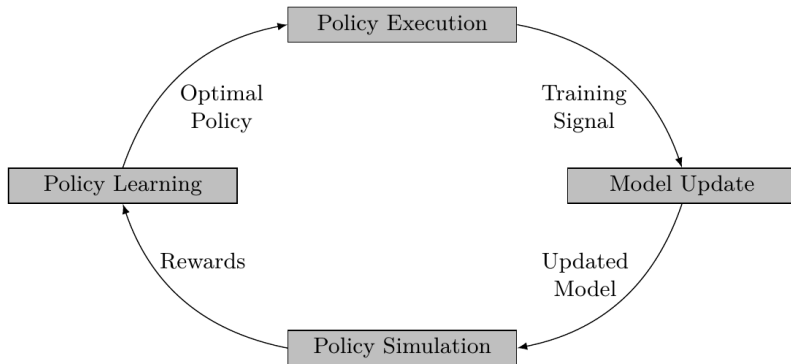 Policy Execution
Optimal
Policy
Training
Signal
Policy Learning
Model Update
Rewards
Updated
Model
Policy Simulation